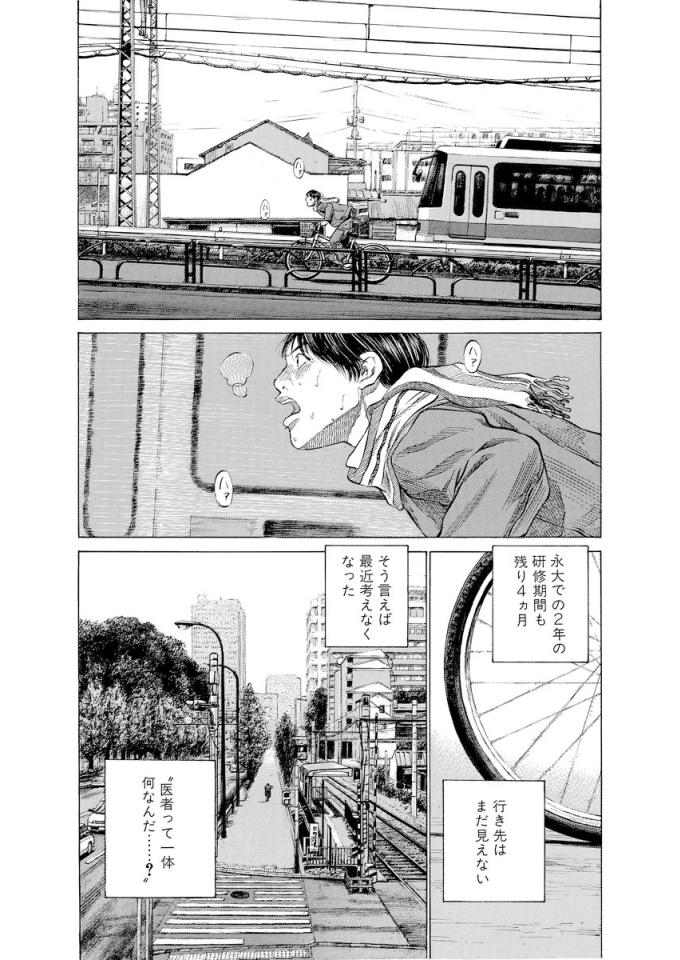 ハァ
ハァ
ハァ
ハァ
永大での2年の
研修期間も
残り4ヵ月
行き先は
まだ見えない
そう言えば
最近考えなく
なった
〝医者って一体
何なんだ……?〟